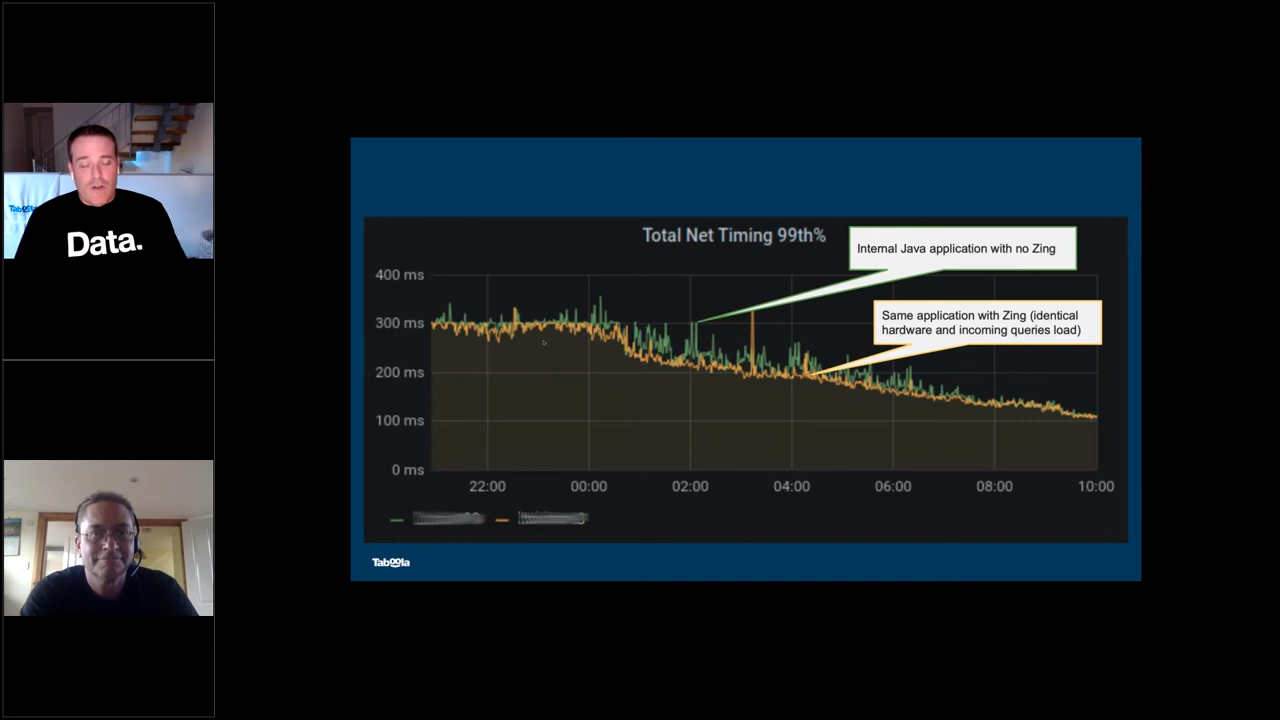 Taboola
Data.
Total Net Timing 99th%
Internal Java application with no Zing
Same application with Zing (identical
hardware and incoming queries load)
400 ms
300 ms
200 ms
100 ms
0 ms
22:00
00:00
02:00
04:00
06:00
08:00
10:00
Taboola